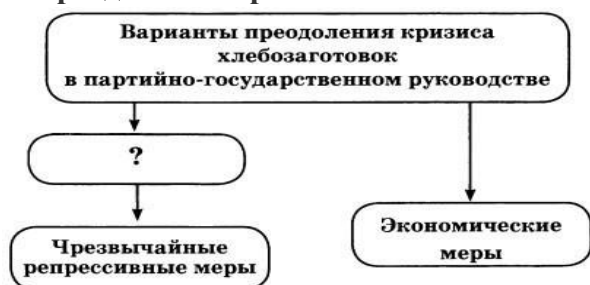 Варианты преодоления кризиса
хлебозаготовок
в партийно-государственном руководстве
?
Чрезвычайные
репрессивные меры
Экономические
меры